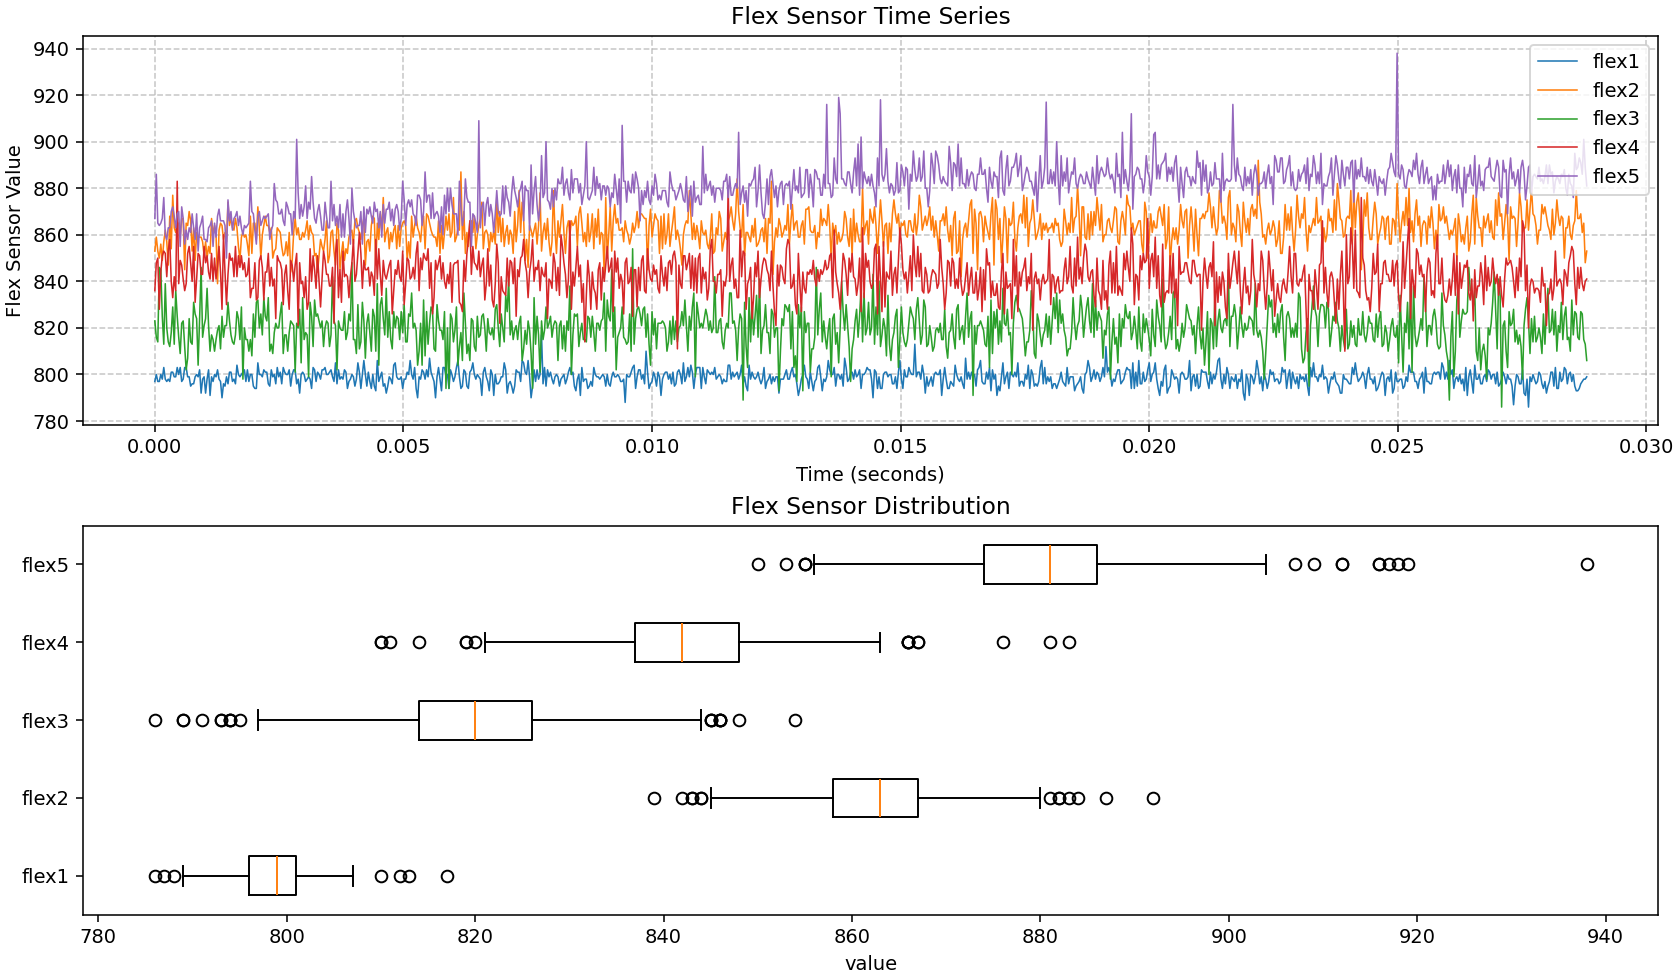 Flex Sensor Time Series
Flex Sensor Value
940
920
900
880
860
840
820
800
780
flex1
flex2
flex3
flex4
flex5
0.000 0.005 0.010 0.015 0.020 0.025 0.030
Time (seconds)
Flex Sensor Distribution
flex5
flex4
flex3
flex2
flex1
780 800 820 840 860 880 900 920 940
value